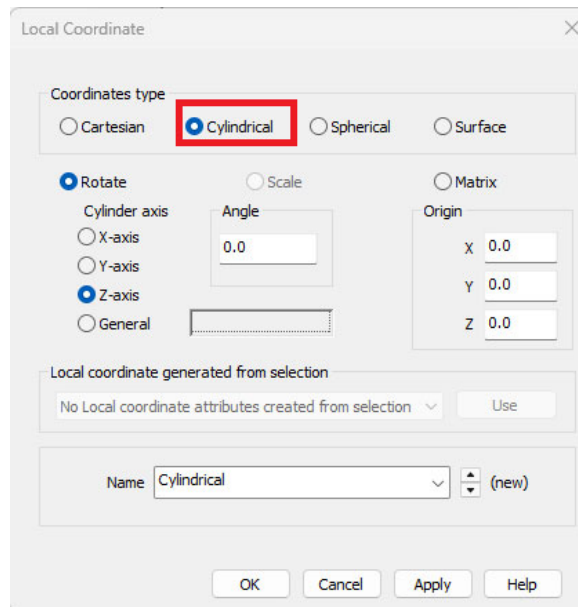 Local Coordinate
Coordinates type
Cartesian Cylindrical Spherical Surface
Rotate Scale Matrix
Cylinder axis Angle Origin
X-axis
0.0 X 0.0
Y-axis
Y 0.0
Z-axis
General Z 0.0
Local coordinate generated from selection
No Local coordinate attributes created from selection Use
Name Cylindrical (new)
OK Cancel Apply Help